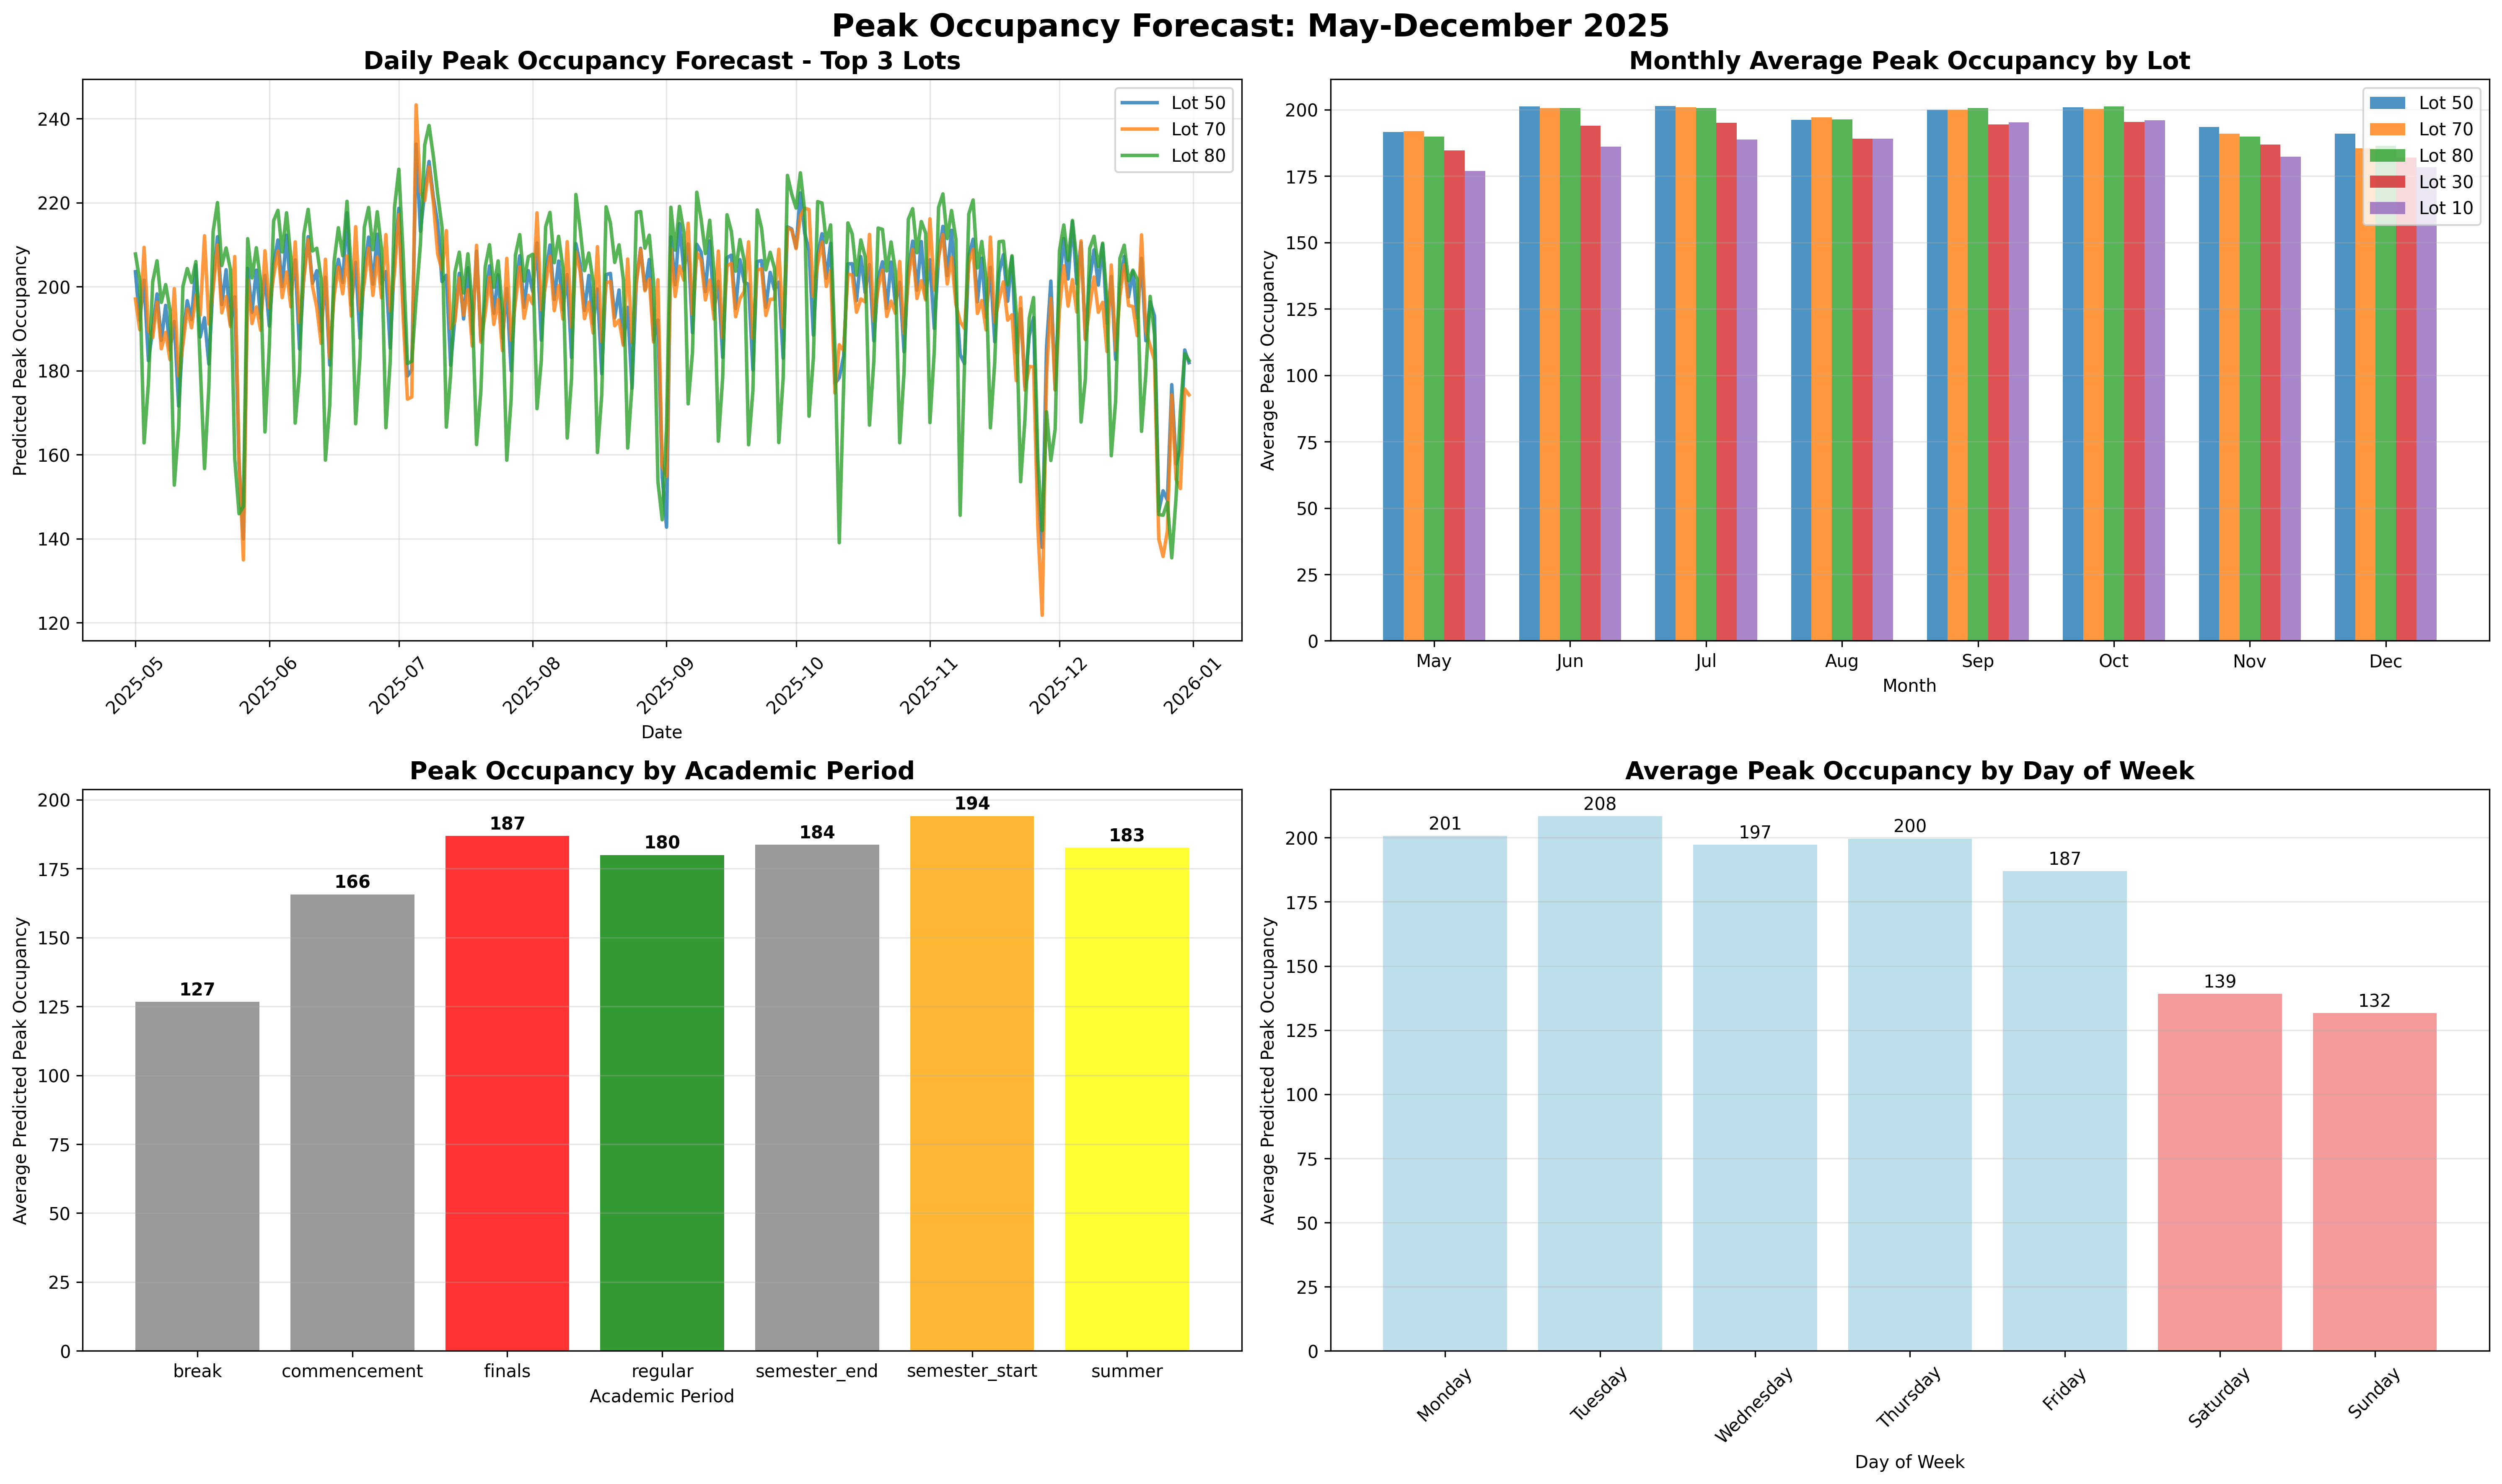 Peak Occupancy Forecast: May-December 2025
Daily Peak Occupancy Forecast - Top 3 Lots
Predicted Peak Occupancy
240
220
200
180
160
140
120
Lot 50
Lot 70
Lot 80
2025-05
2025-06
2025-07
2025-08
2025-09
2025-10
2025-11
2025-12
2026-01
Date
Monthly Average Peak Occupancy by Lot
Average Peak Occupancy
200
175
150
125
100
75
50
25
0
Lot 50
Lot 70
Lot 80
Lot 30
Lot 10
May
Jun
Jul
Aug
Sep
Oct
Nov
Dec
Month
Peak Occupancy by Academic Period
Average Predicted Peak Occupancy
200
175
150
125
100
75
50
25
0
127
166
187
180
184
194
183
break
commencement
finals
regular
semester_end
semester_start
summer
Academic Period
Average Peak Occupancy by Day of Week
Average Predicted Peak Occupancy
200
175
150
125
100
75
50
25
0
201
208
197
200
187
139
132
Monday
Tuesday
Wednesday
Thursday
Friday
Saturday
Sunday
Day of Week